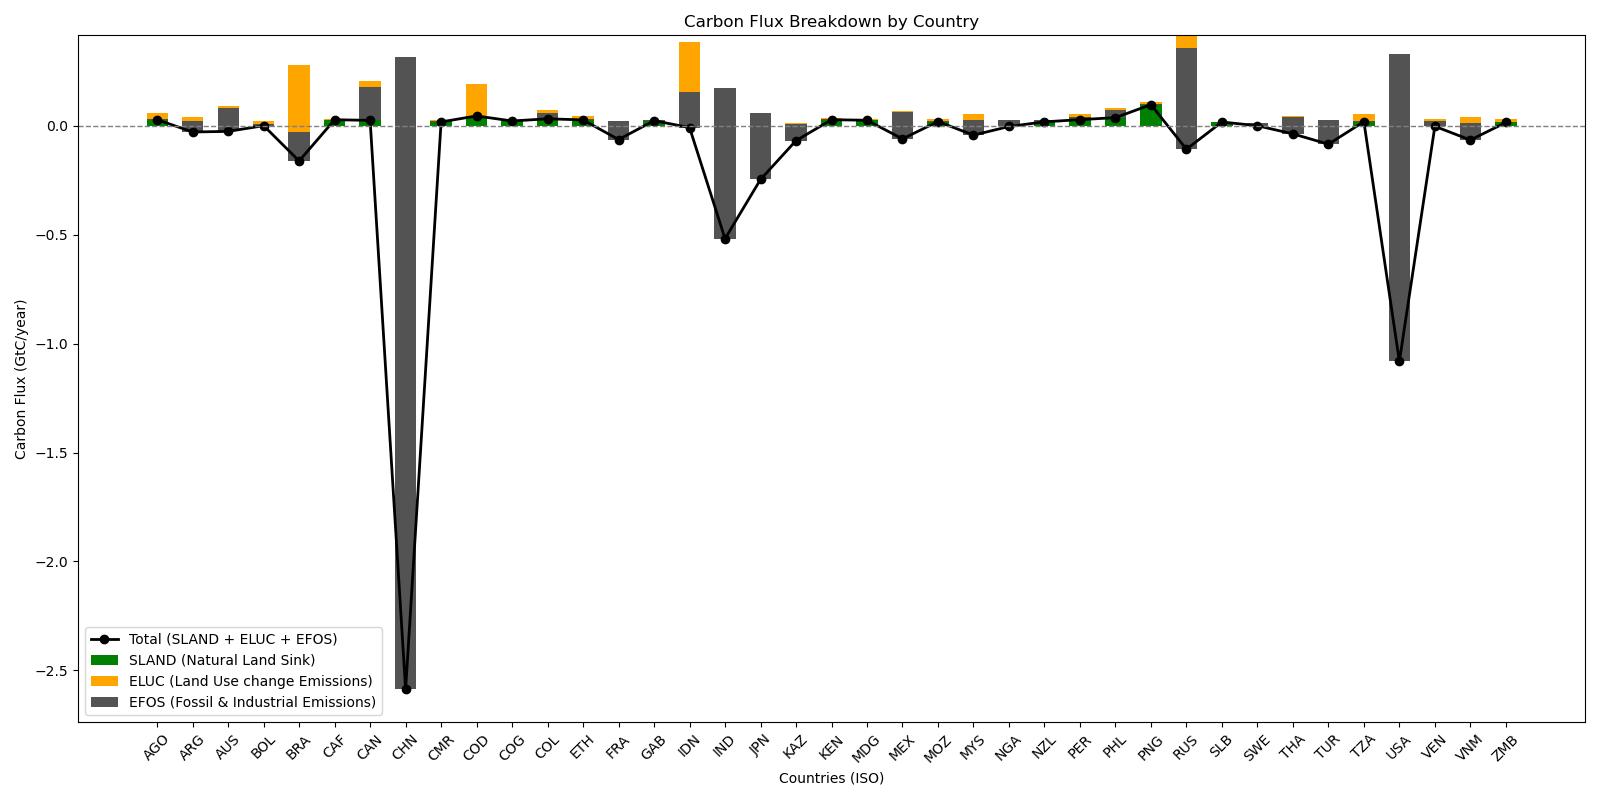 Carbon Flux Breakdown by Country
Carbon Flux (GtC/year)
0.0
−0.5
−1.0
−1.5
−2.0
−2.5
Total (SLAND + ELUC + EFOS)
SLAND (Natural Land Sink)
ELUC (Land Use change Emissions)
EFOS (Fossil & Industrial Emissions)
AGO ARG AUS BOL BRA CAF CAN CHN CMR COD COG COL ETH FRA GAB IDN IND JPN KAZ KEN MDG MEX MOZ MYS NGA NZL PER PHL PNG RUS SLB SWE THA TUR TZA USA VEN VNM ZMB
Countries (ISO)